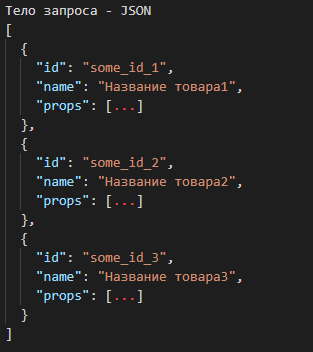 Тело запроса - JSON
[
  {
    "id": "some_id_1",
    "name": "Название товара1",
    "props": [...]
  },
  {
    "id": "some_id_2",
    "name": "Название товара2",
    "props": [...]
  },
  {
    "id": "some_id_3",
    "name": "Название товара3",
    "props": [...]
  }
]